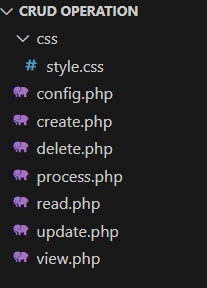 CRUD OPERATION
css
# style.css
config.php
create.php
delete.php
process.php
read.php
update.php
view.php